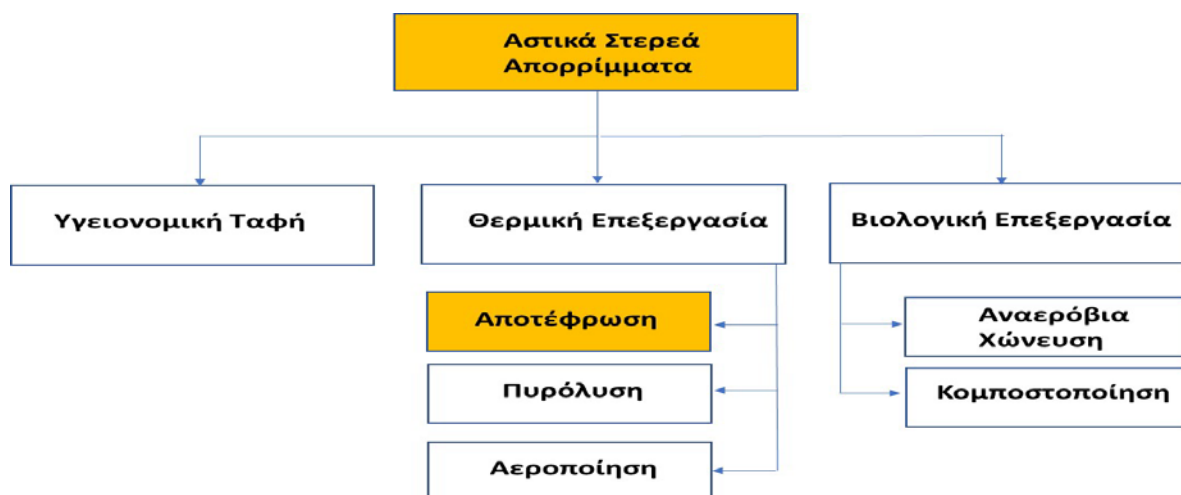 Αστικά Στερεά
Απορρίμματα
Υγειονομική Ταφή
Θερμική Επεξεργασία
Βιολογική Επεξεργασία
Αποτέφρωση
Πυρόλυση
Αεροποίηση
Αναερόβια
Χώνευση
Κομποστοποίηση